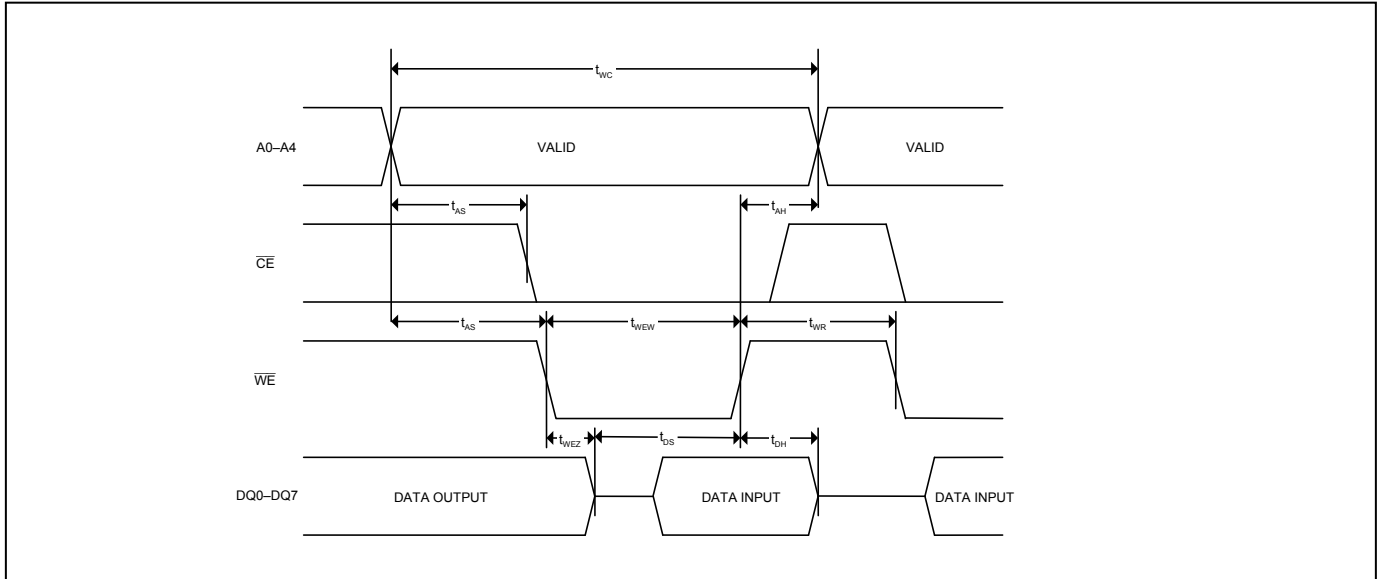 tWC
A0–A4
VALID
VALID
tAS
tAH
CE
tAS
tWEW
tWR
WE
tWEZ
tDS
tDH
DQ0–DQ7
DATA OUTPUT
DATA INPUT
DATA INPUT